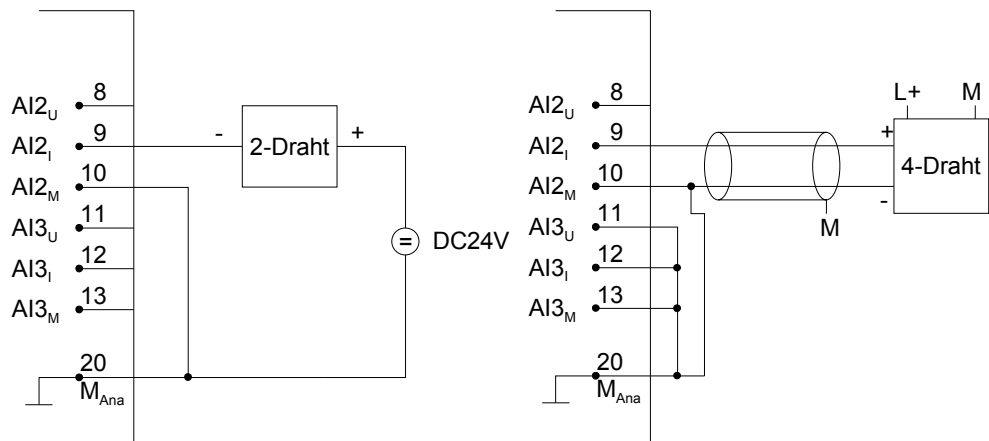 8
AI2U
9
AI2I
- 2-Draht +
10
AI2M
11
AI3U
= DC24V
12
AI3I
13
AI3M
20
MAna
8
AI2U
L+ M
9
AI2I
+
4-Draht
10
AI2M
-
M
11
AI3U
12
AI3I
13
AI3M
20
MAna